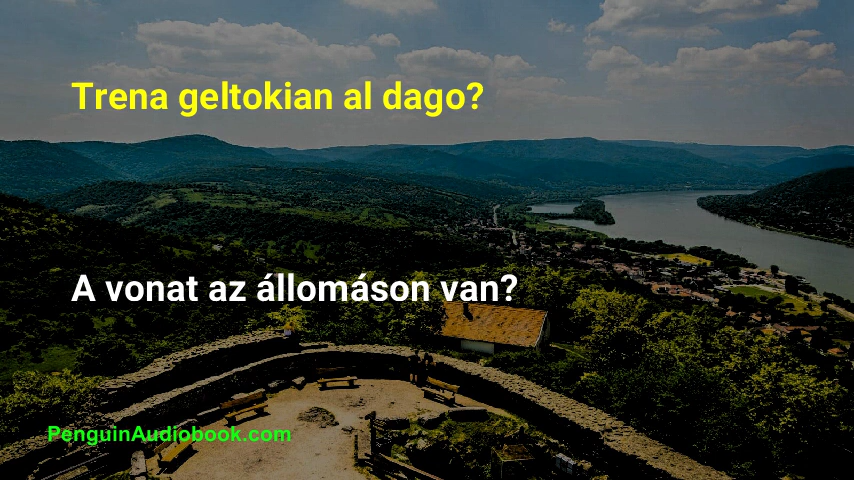 Trena geltokian al dago?
A vonat az állomáson van?
PenguinAudiobook.com